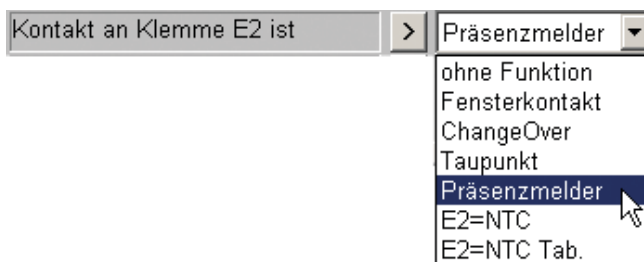 Kontakt an Klemme E2 ist > Präsenzmelder
ohne Funktion
Fensterkontakt
ChangeOver
Taupunkt
Präsenzmelder
E2=NTC
E2=NTC Tab.